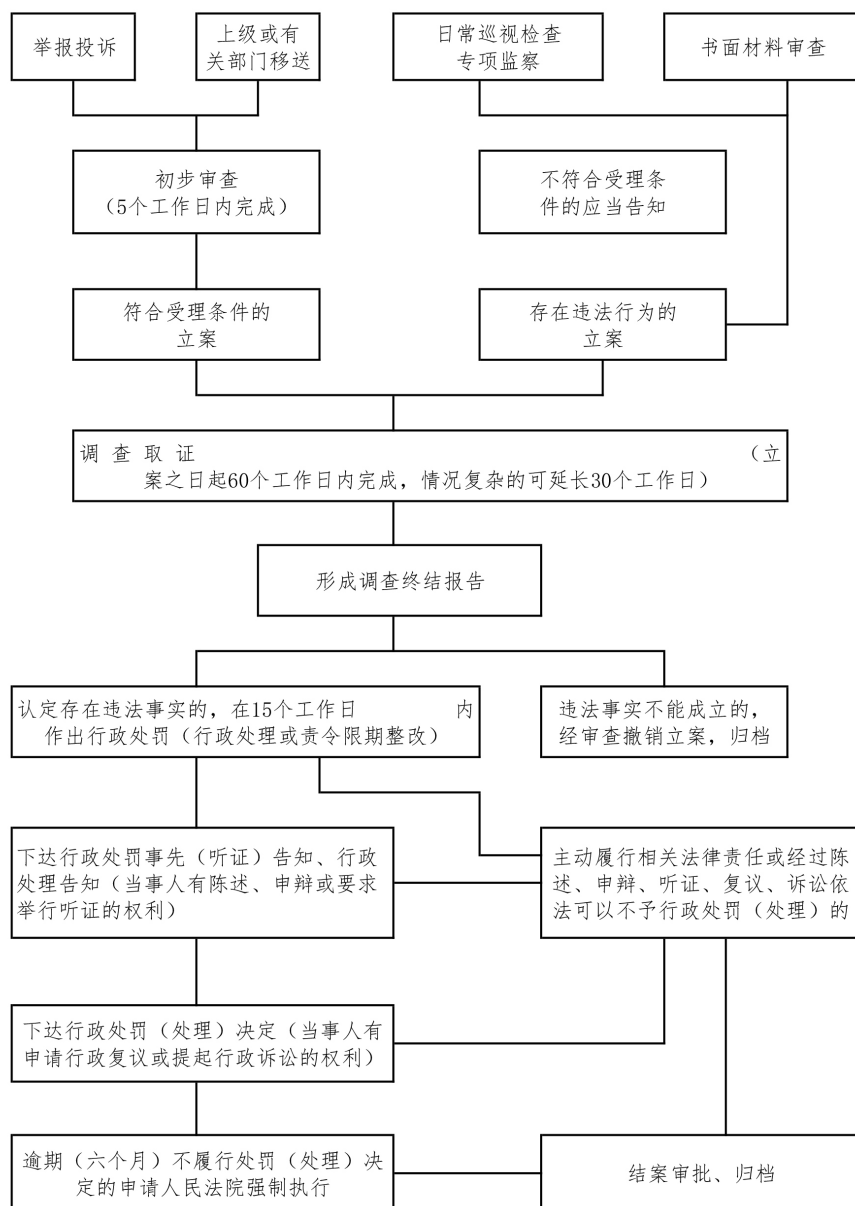 举报投诉
上级或有
关部门移送
日常巡视检查
专项监察
书面材料审查
初步审查
（5个工作日内完成）
不符合受理条
件的应当告知
符合受理条件的
立案
存在违法行为的
立案
调 查 取 证 （立
案之日起60个工作日内完成，情况复杂的可延长30个工作日）
形成调查终结报告
认定存在违法事实的，在15个工作日 内
作出行政处罚（行政处理或责令限期整改）
违法事实不能成立的，
经审查撤销立案，归档
下达行政处罚事先（听证）告知、行政
处理告知（当事人有陈述、申辩或要求
举行听证的权利）
主动履行相关法律责任或经过陈
述、申辩、听证、复议、诉讼依
法可以不予行政处罚（处理）的
下达行政处罚（处理）决定（当事人有
申请行政复议或提起行政诉讼的权利）
逾期（六个月）不履行处罚（处理）决
定的申请人民法院强制执行
结案审批、归档